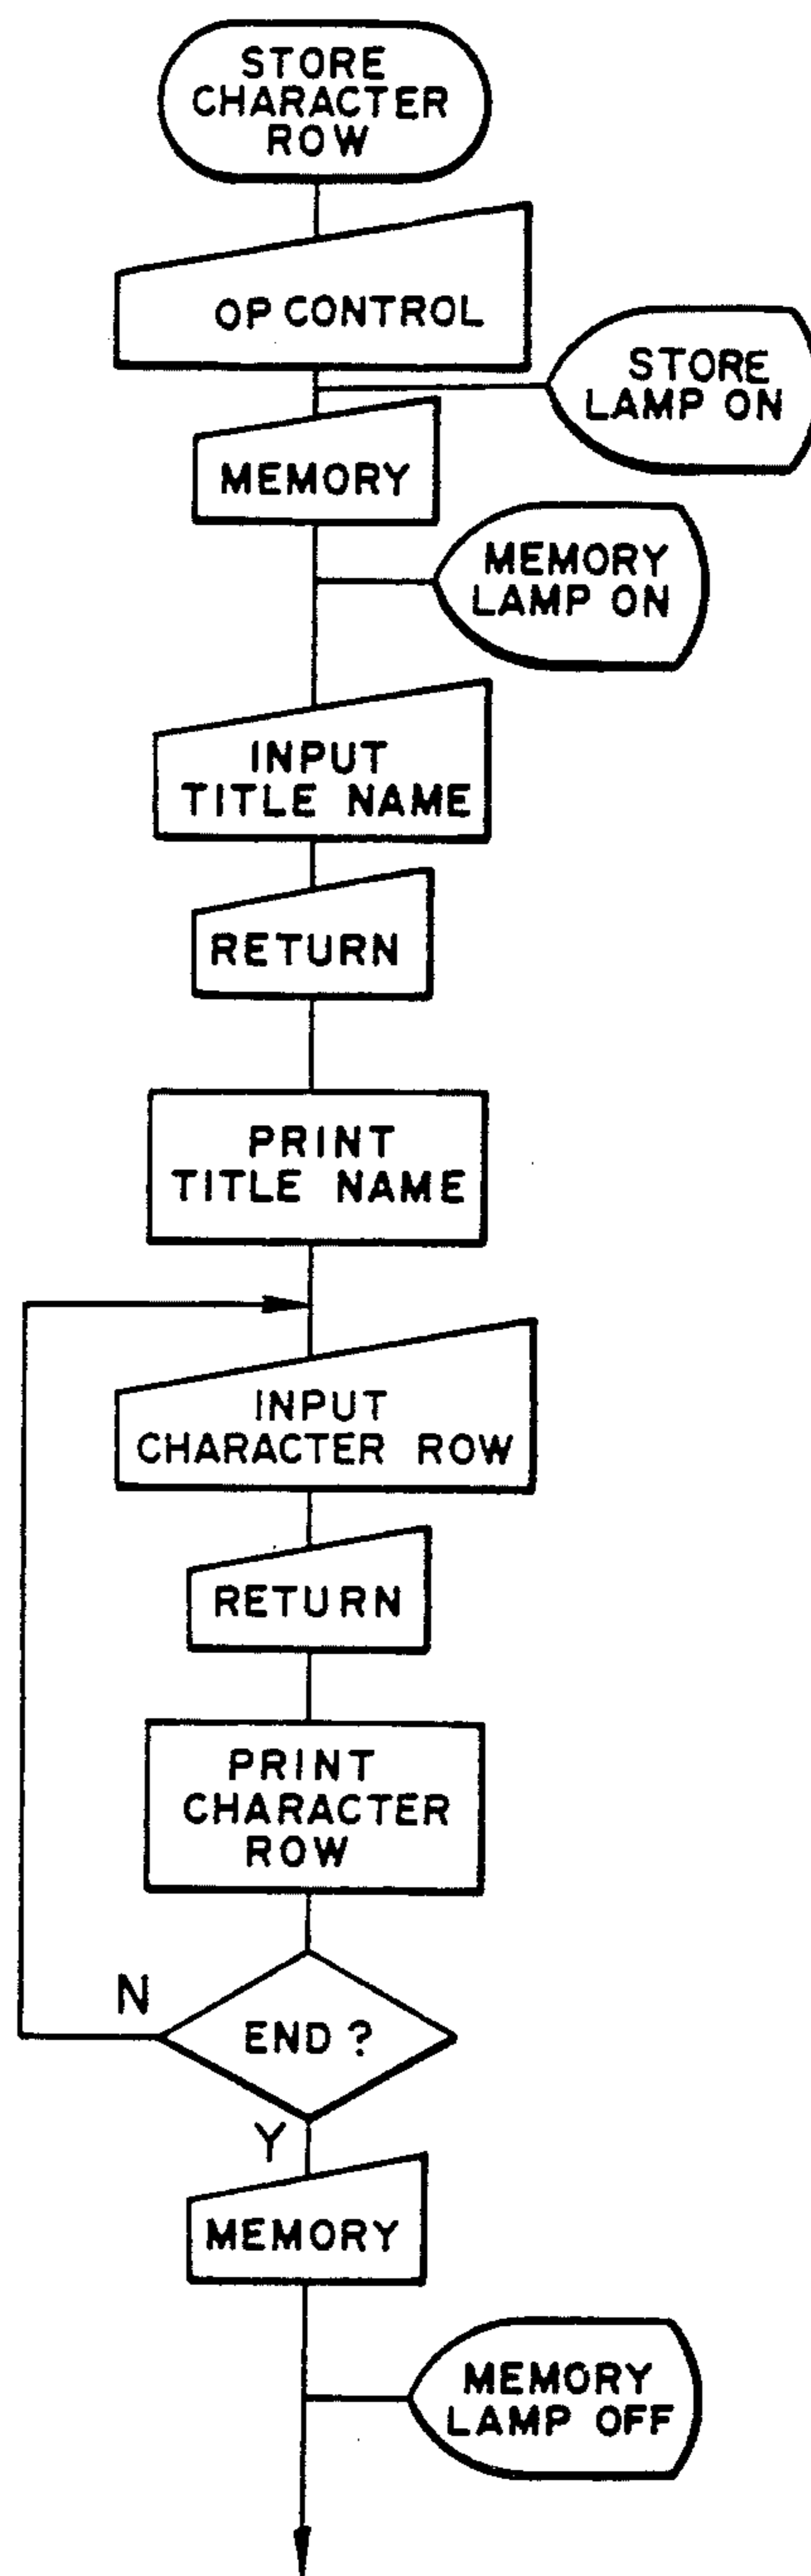 STORE
CHARACTER
ROW
OP CONTROL
STORE
LAMP ON
MEMORY
MEMORY
LAMP ON
INPUT
TITLE NAME
RETURN
PRINT
TITLE NAME
INPUT
CHARACTER ROW
RETURN
PRINT
CHARACTER
ROW
N
END ?
Y
MEMORY
MEMORY
LAMP OFF